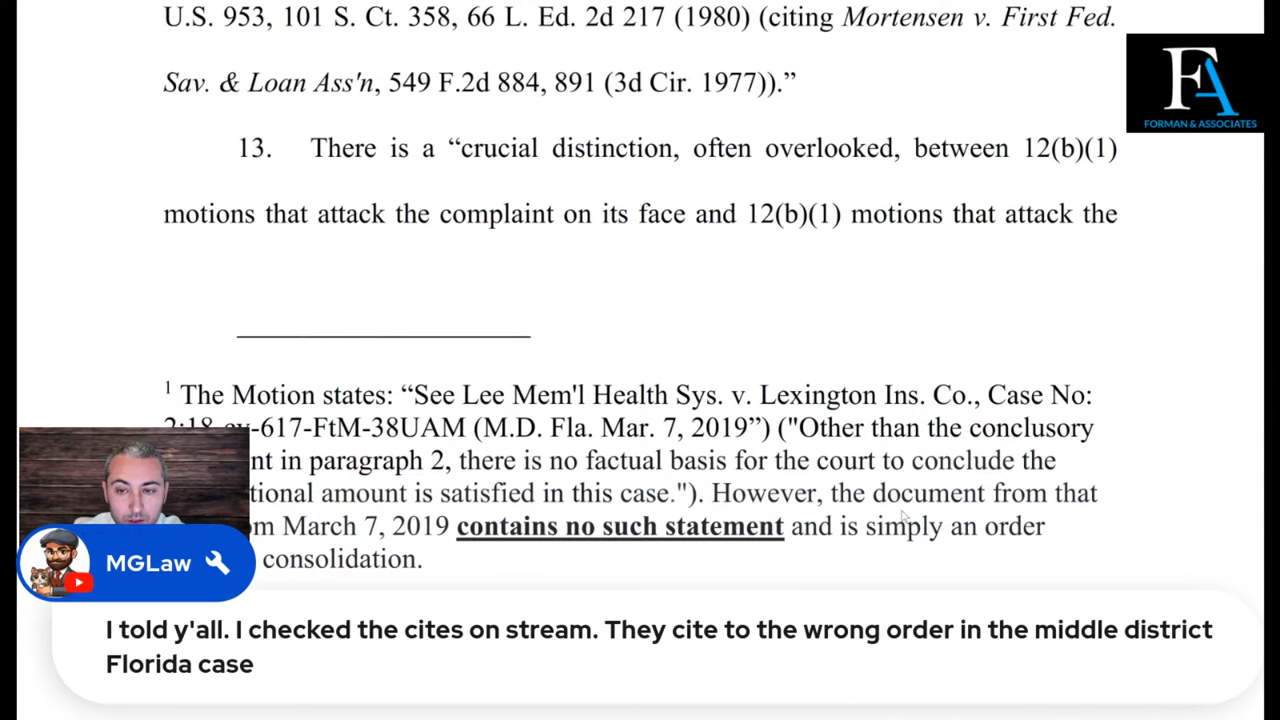 U.S. 953, 101 S. Ct. 358, 66 L. Ed. 2d 217 (1980) (citing Mortensen v. First Fed.
Sav. & Loan Ass'n, 549 F.2d 884, 891 (3d Cir. 1977)).”
FA
FORMAN & ASSOCIATES
13. There is a “crucial distinction, often overlooked, between 12(b)(1)
motions that attack the complaint on its face and 12(b)(1) motions that attack the
1 The Motion states: “See Lee Mem'l Health Sys. v. Lexington Ins. Co., Case No:
-617-FtM-38UAM (M.D. Fla. Mar. 7, 2019”) ("Other than the conclusory
nt in paragraph 2, there is no factual basis for the court to conclude the
tional amount is satisfied in this case."). However, the document from that
om March 7, 2019 contains no such statement and is simply an order
consolidation.
MGLaw
I told y'all. I checked the cites on stream. They cite to the wrong order in the middle district
Florida case